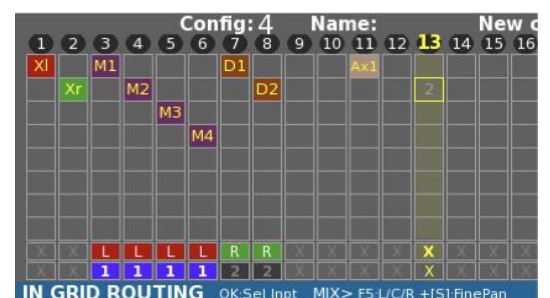 Config: 4 Name: New c
1 2 3 4 5 6 7 8 9 10 11 12 13 14 15 16
Xl M1 D1 Ax1
Xr M2 D2 2
M3
M4
X X L L L L R R X X X X X X X X
X X 1 1 1 1 2 2 X X X X X X X X
IN GRID ROUTING OK:Sel Inpt MIX> F5:L/C/R +[S]:FinePan